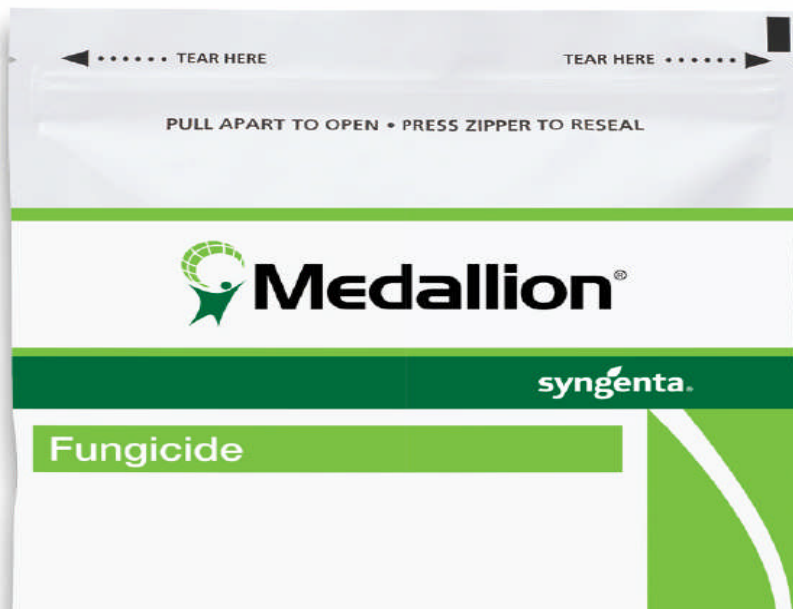 TEAR HERE TEAR HERE
PULL APART TO OPEN • PRESS ZIPPER TO RESEAL
Medallion®
syngenta.
Fungicide